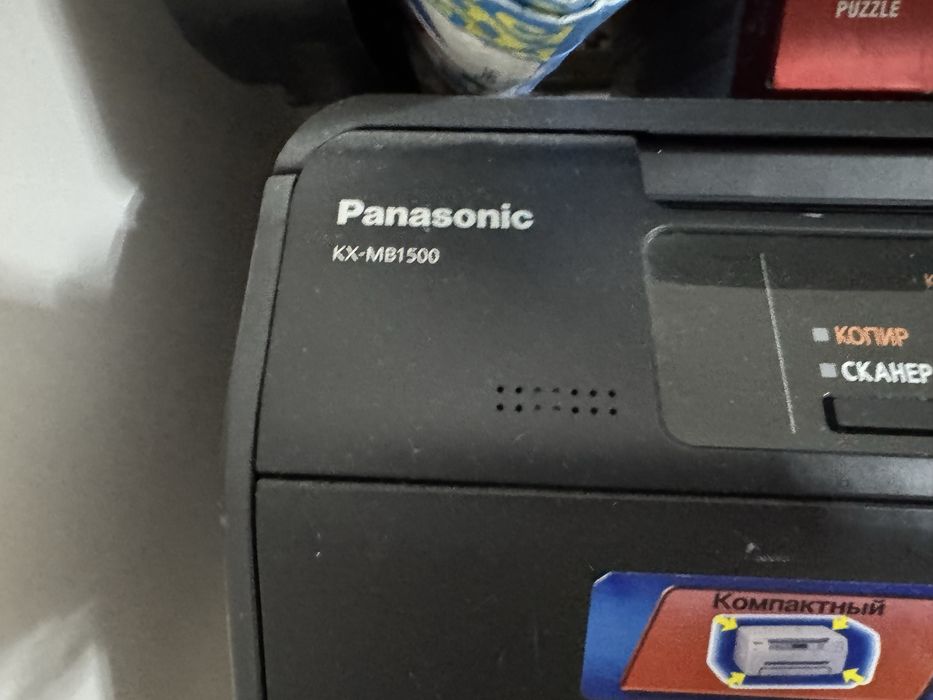 PUZZLE
Panasonic
KX-MB1500
КОПИР
СКАНЕР
Компактный